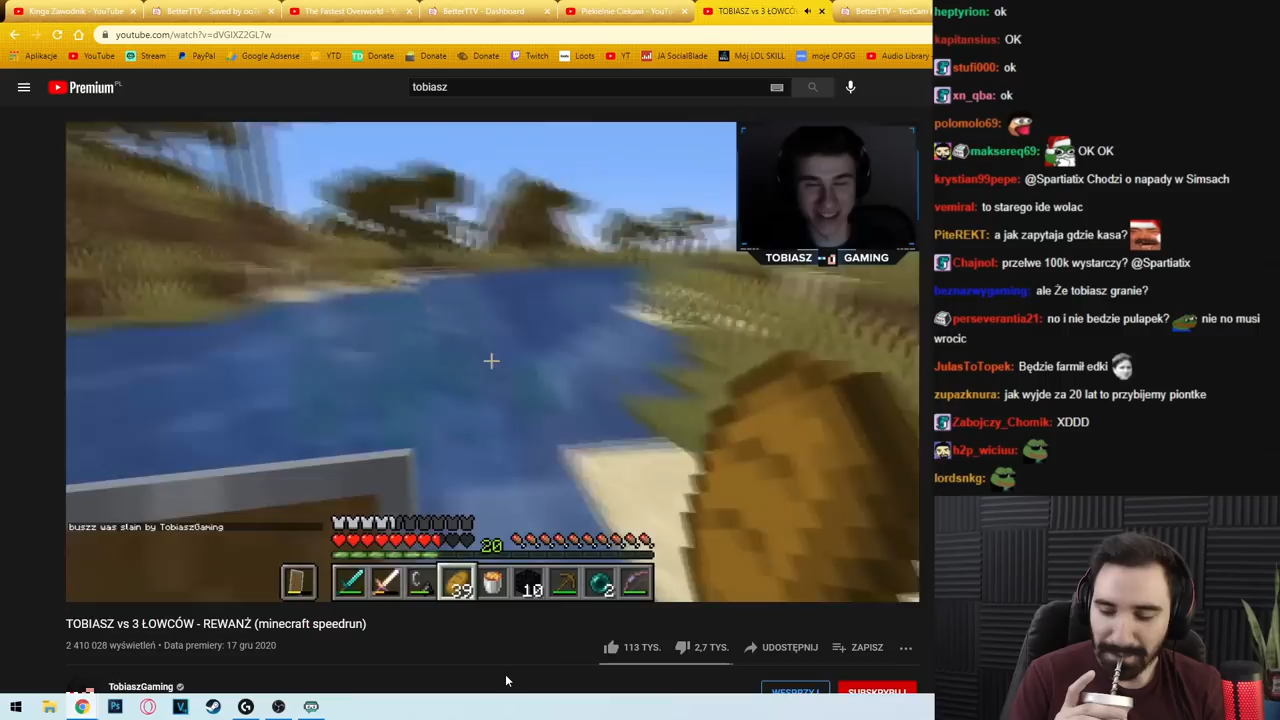 Kinga Zawodnik - YouTube
BetterTTV - Saved by ooTv
The Fastest Overworld - Yo
BetterTTV - Dashboard
Piekielnie Ciekawi - YouTu
TOBIASZ vs 3 ŁOWCÓ
BetterTTV - TestCam
youtube.com/watch?v=dVGIXZ2GL7w
Aplikacje YouTube Stream PayPal Google Adsense YTD Donate Donate Donate Twitch Loots YT JA SocialBlade Mój LOL SKILL moje OP.GG Audio Library
Premium PL
tobiasz
TOBIASZ GAMING
buszz was slain by TobiaszGaming
20
39 10 2
TOBIASZ vs 3 ŁOWCÓW - REWANŻ (minecraft speedrun)
2 410 028 wyświetleń • Data premiery: 17 gru 2020
113 TYS. 2,7 TYS. UDOSTĘPNIJ ZAPISZ
TobiaszGaming
WESPRZYJ SUBSKRYBUJ
heptyrion: ok
kapitansius: OK
stufi000: ok
xn_qba: ok
polomolo69:
maksereq69: OK OK
krystian99pepe: @Spartiatix Chodzi o napady w Simsach
vemiral: to starego ide wolac
PiteREKT: a jak zapytaja gdzie kasa?
Chajnol: przelwe 100k wystarczy? @Spartiatix
beznazwygaming: ale Że tobiasz granie?
perseverantia21: no i nie bedzie pulapek? nie no musi
wrocic
JulasToTopek: Będzie farmił edki
zupazknura: jak wyjde za 20 lat to przybijemy piontke
Zabojczy_Chomik: XDDD
h2p_wiciuu:
lordsnkg: